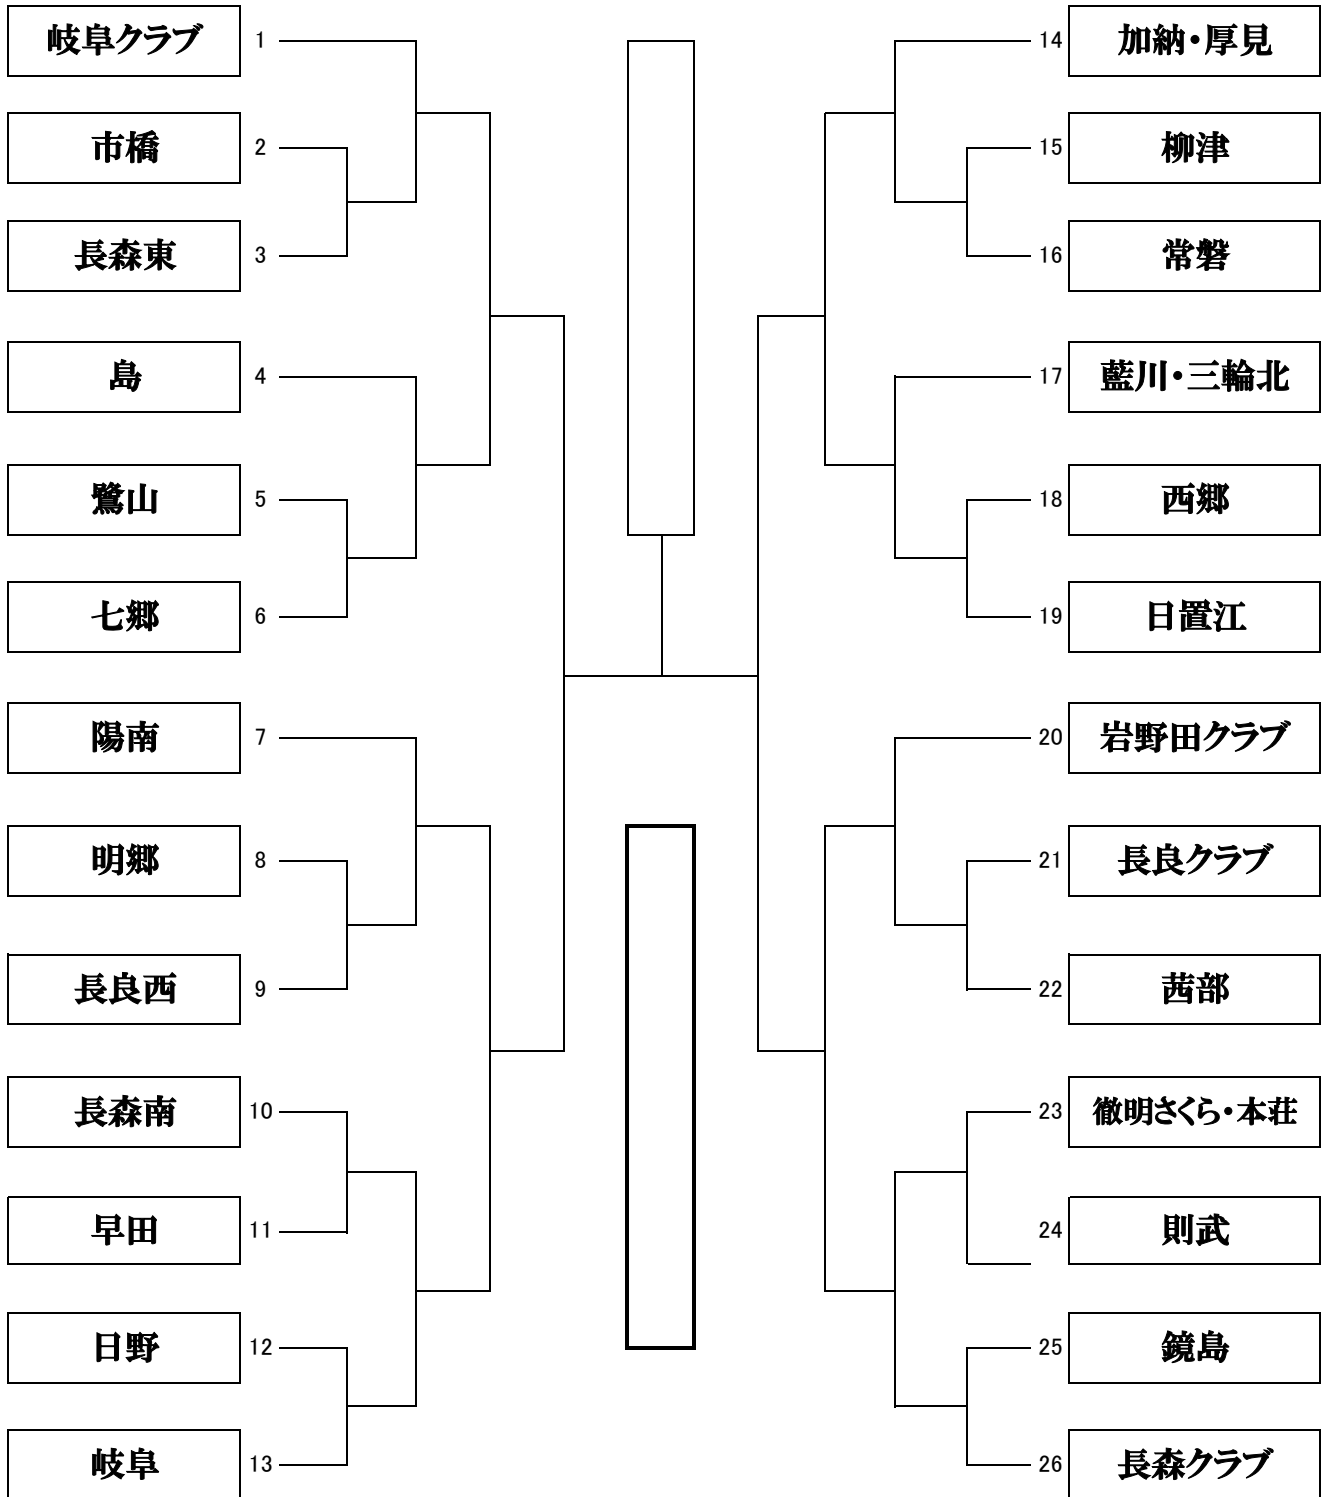 岐阜クラブ 1
市橋 2
長森東 3
島 4
鷺山 5
七郷 6
陽南 7
明郷 8
長良西 9
長森南 10
早田 11
日野 12
岐阜 13
14 加納・厚見
15 柳津
16 常磐
17 藍川・三輪北
18 西郷
19 日置江
20 岩野田クラブ
21 長良クラブ
22 茜部
23 徹明さくら・本荘
24 則武
25 鏡島
26 長森クラブ